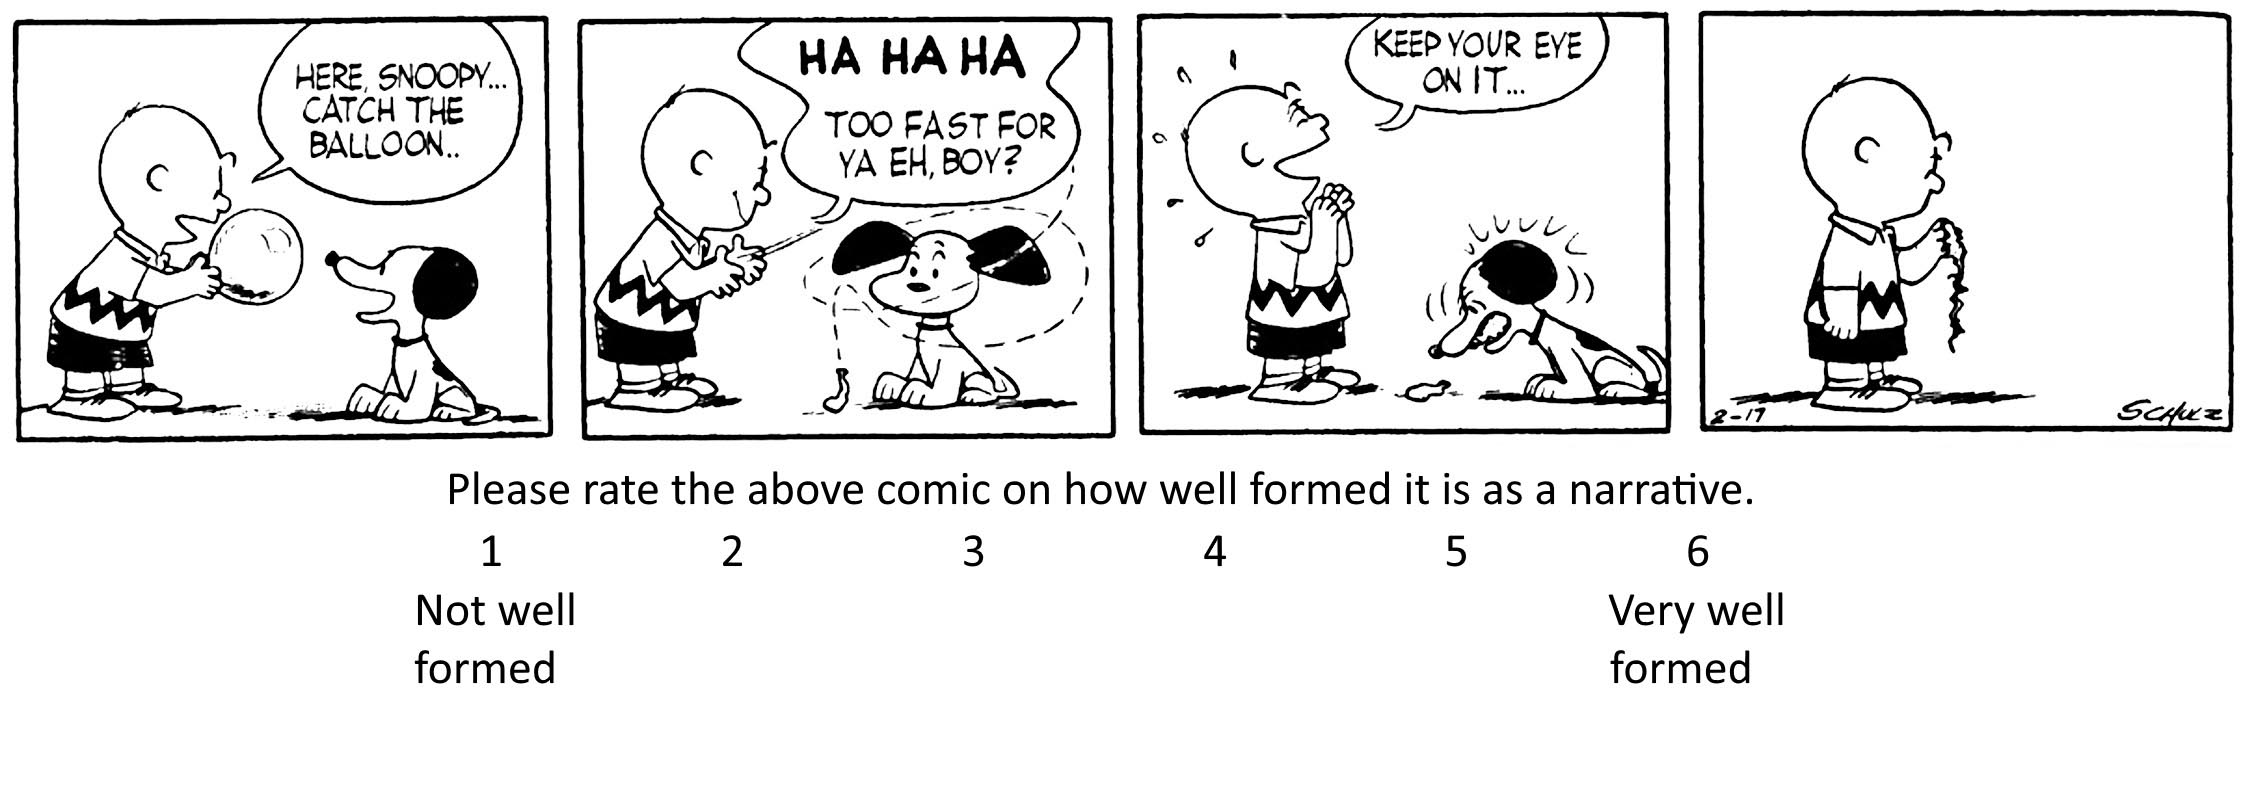 HERE, SNOOPY...
CATCH THE
BALLOON..
HA HA HA
TOO FAST FOR
YA EH, BOY?
KEEP YOUR EYE
ON IT...
2-17
SCHULZ
Please rate the above comic on how well formed it is as a narrative.
1 2 3 4 5 6
Not well Very well
formed formed